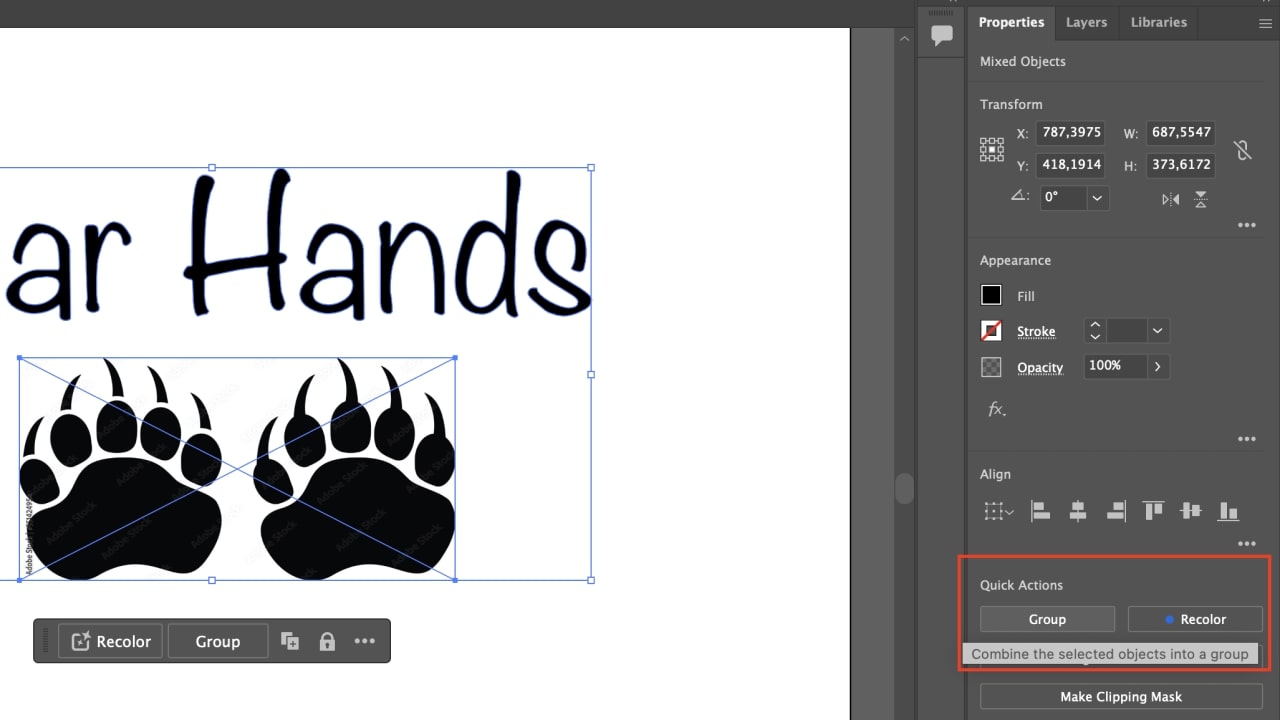 Properties
Layers
Libraries
Mixed Objects
Transform
X: 787,3975 W: 687,5547
Y: 418,1914 H: 373,6172
0°
Appearance
Fill
Stroke
Opacity 100%
fx.
Align
Quick Actions
Group
Recolor
Combine the selected objects into a group
Make Clipping Mask
ar Hands
Adobe Stock
Adobe Stock
Adobe Stock
Adobe Stock
Recolor
Group